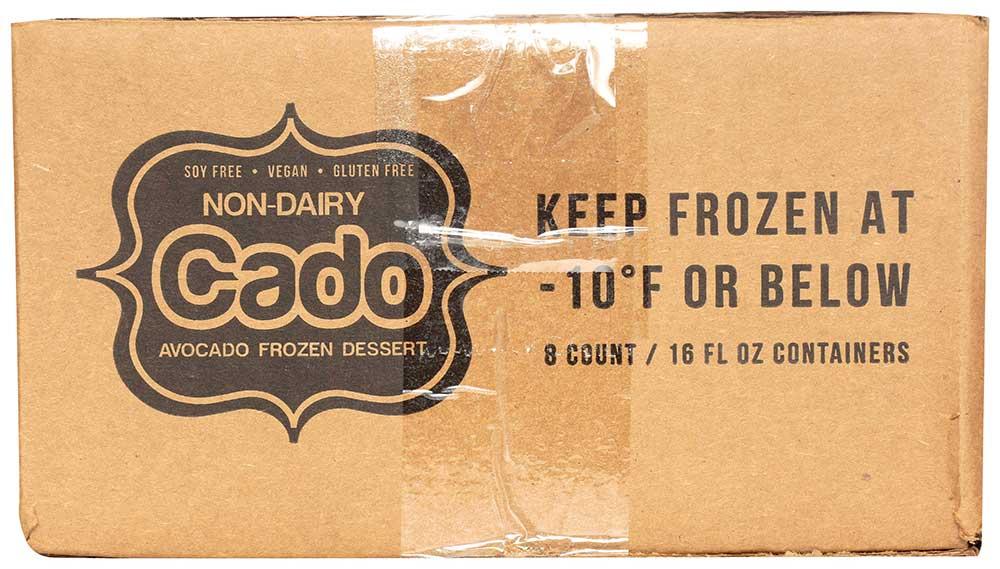 SOY FREE • VEGAN • GLUTEN FREE
NON-DAIRY
Cado
AVOCADO FROZEN DESSERT
KEEP FROZEN AT
-10°F OR BELOW
8 COUNT / 16 FL OZ CONTAINERS